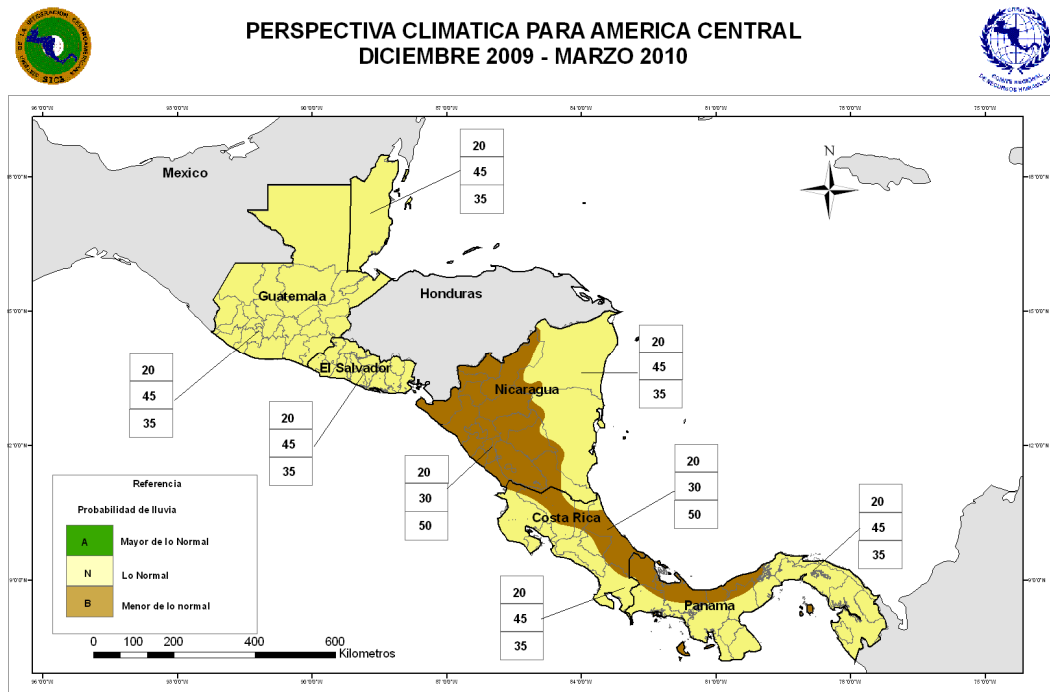 PERSPECTIVA CLIMATICA PARA AMERICA CENTRAL
DICIEMBRE 2009 - MARZO 2010
SICA
N
Mexico
20
45
35
Guatemala
Honduras
El Salvador
Nicaragua
20
45
35
20
45
35
20
45
35
20
30
50
20
30
50
Costa Rica
20
45
35
Panama
20
45
35
Referencia
Probabilidad de lluvia
A Mayor de lo Normal
N Lo Normal
B Menor de lo normal
0 100 200 400 600
Kilometros